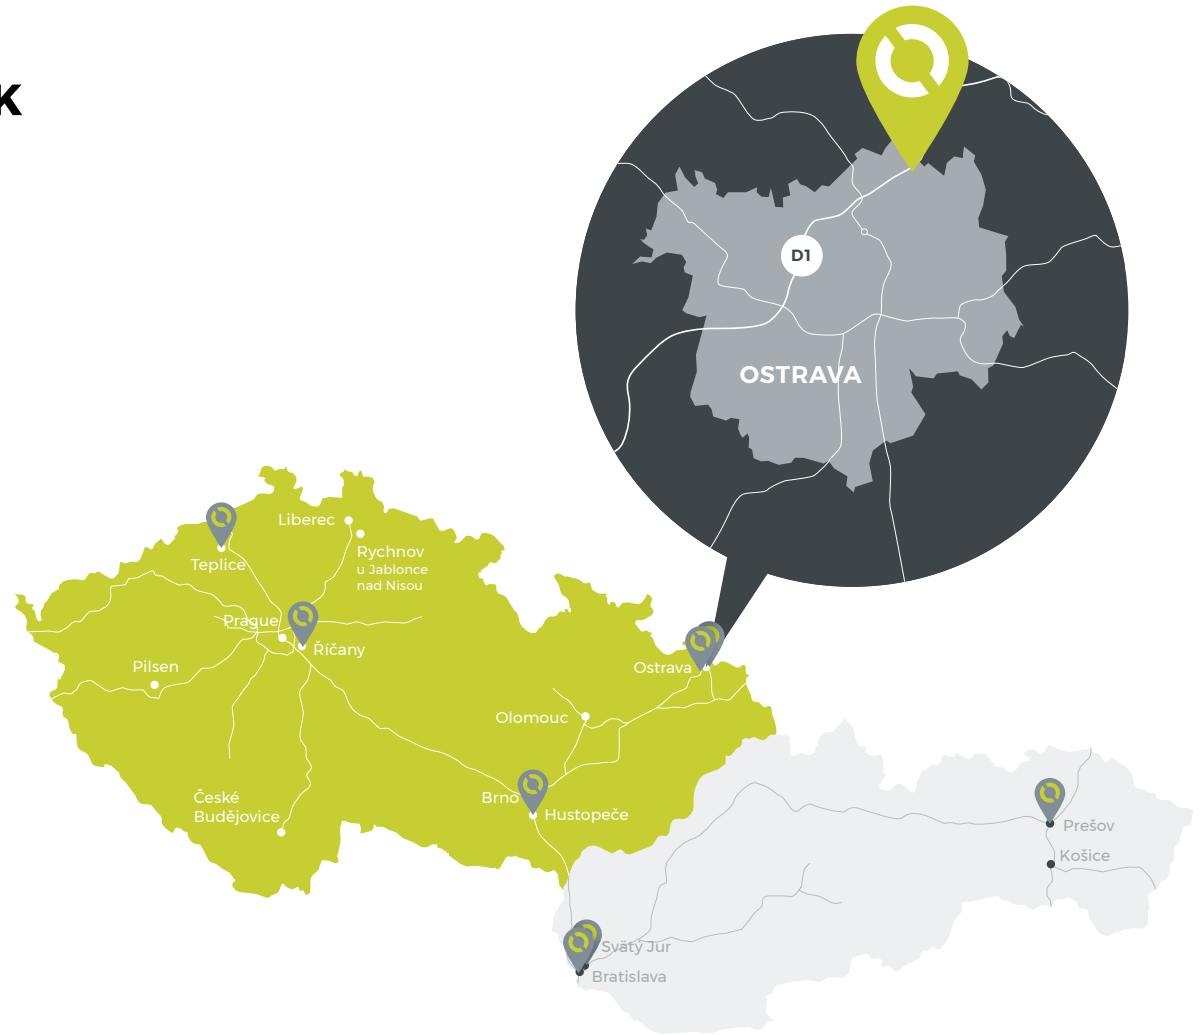 k
D1
OSTRAVA
Liberec
Rychnov
u Jablonce
nad Nisou
Teplice
Prague
Říčany
Pilsen
Ostrava
Olomouc
České
Budějovice
Brno
Hustopeče
Prešov
Košice
Svätý Jur
Bratislava